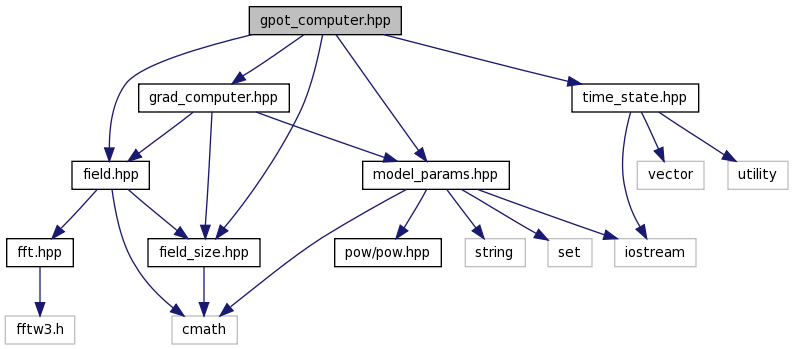 gpot_computer.hpp
grad_computer.hpp
time_state.hpp
field.hpp
model_params.hpp
vector
utility
fft.hpp
field_size.hpp
pow/pow.hpp
string
set
iostream
fftw3.h
cmath